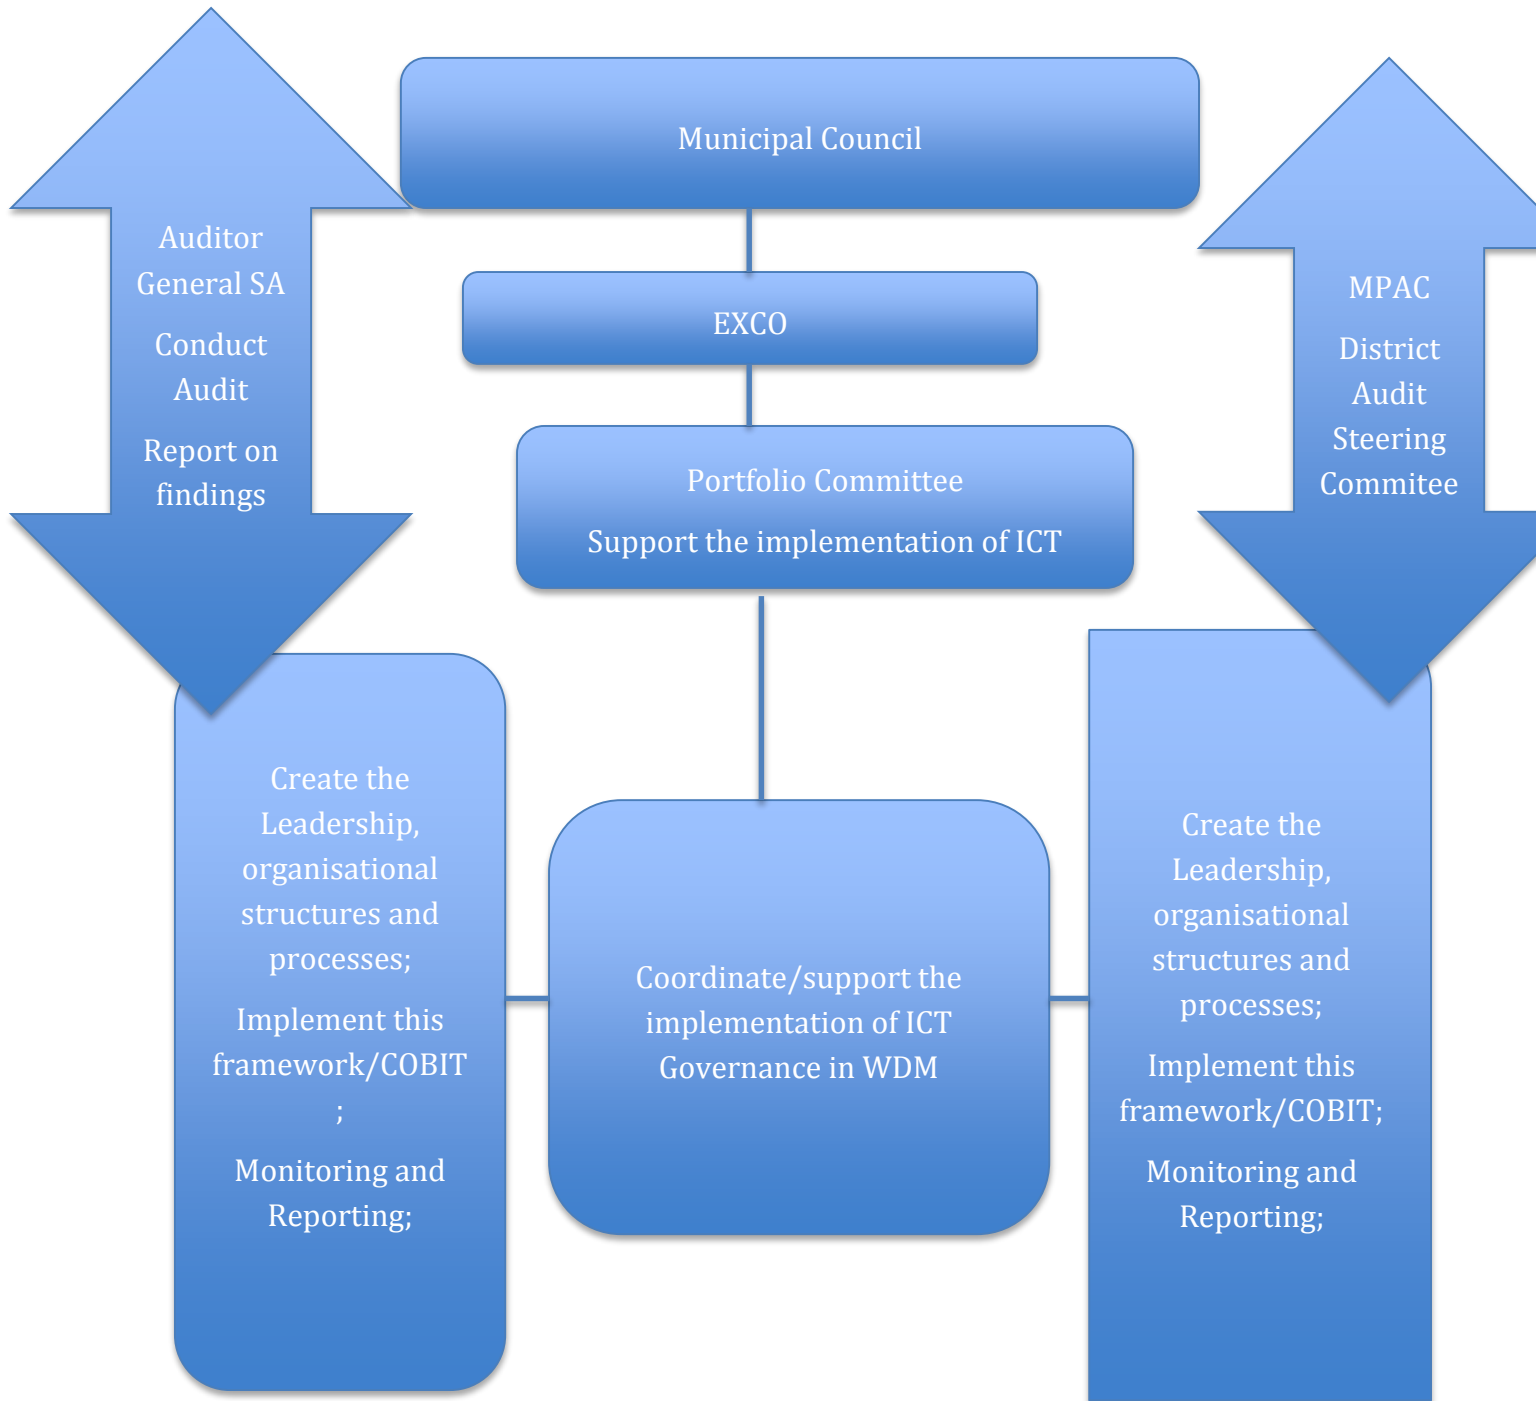 Municipal Council
EXCO
Portfolio Committee
Support the implementation of ICT
Auditor
General SA
Conduct
Audit
Report on
findings
MPAC
District
Audit
Steering
Commitee
Create the
Leadership,
organisational
structures and
processes;
Implement this
framework/COBIT
;
Monitoring and
Reporting;
Coordinate/support the
implementation of ICT
Governance in WDM
Create the
Leadership,
organisational
structures and
processes;
Implement this
framework/COBIT;
Monitoring and
Reporting;